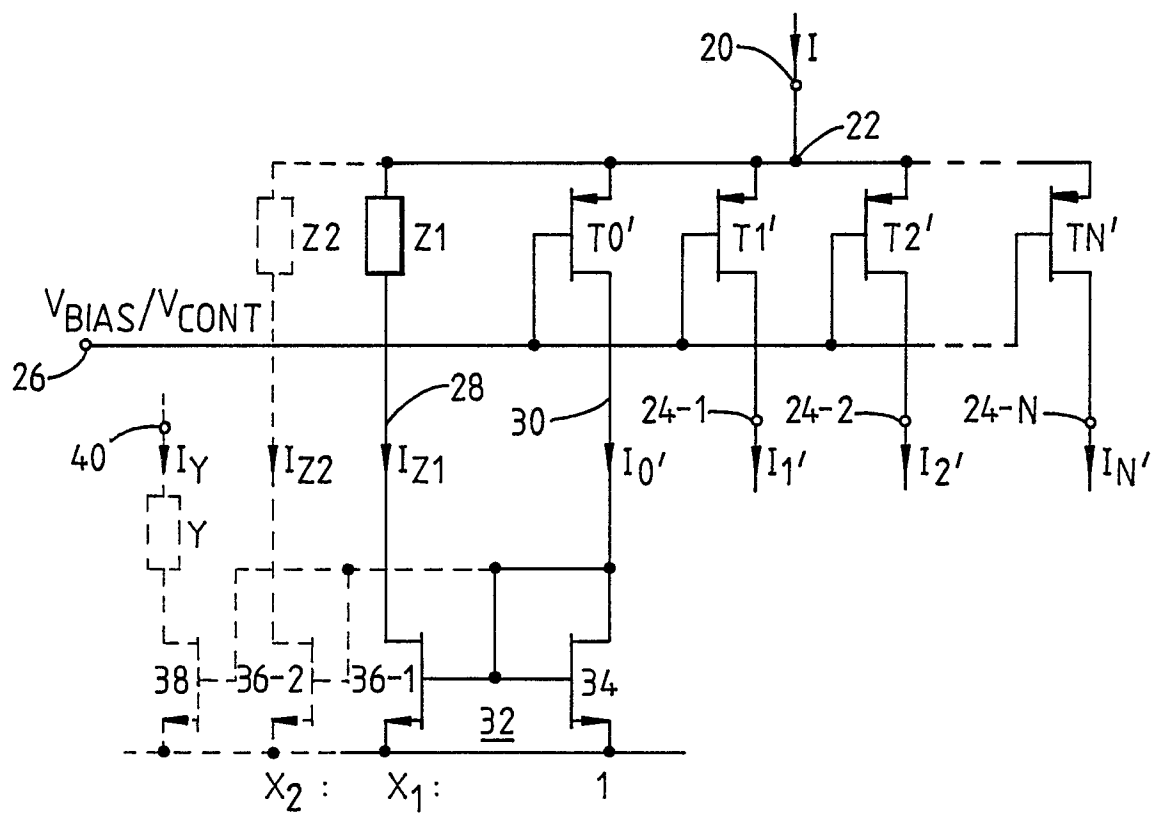 20
I
22
Z2
Z1
T0'
T1'
T2'
TN'
VBIAS/VCONT
26
28
30
24-1
24-2
24-N
40
IY
IZ2
IZ1
I0'
I1'
I2'
IN'
Y
38
36-2
36-1
34
32
X2 : X1 : 1